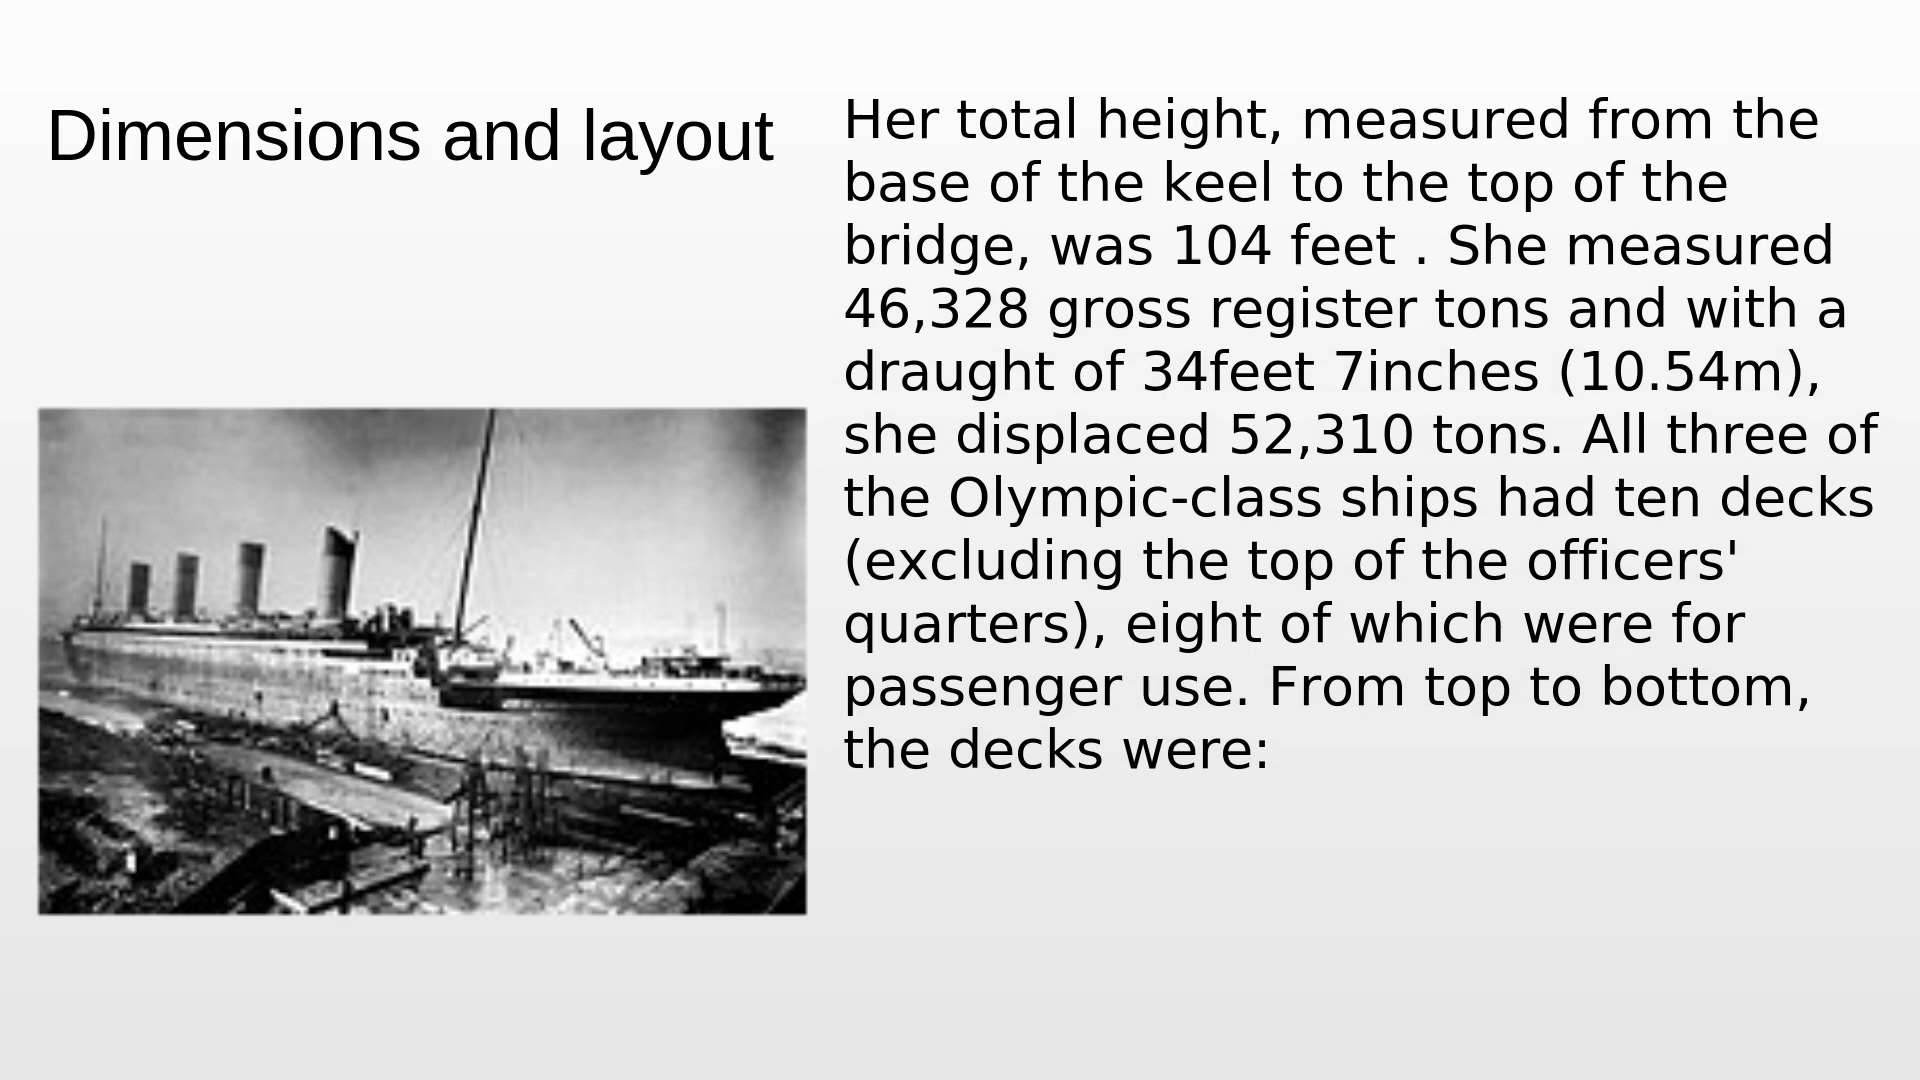 Dimensions and layout
Her total height, measured from the
base of the keel to the top of the
bridge, was 104 feet . She measured
46,328 gross register tons and with a
draught of 34feet 7inches (10.54m),
she displaced 52,310 tons. All three of
the Olympic-class ships had ten decks
(excluding the top of the officers'
quarters), eight of which were for
passenger use. From top to bottom,
the decks were: